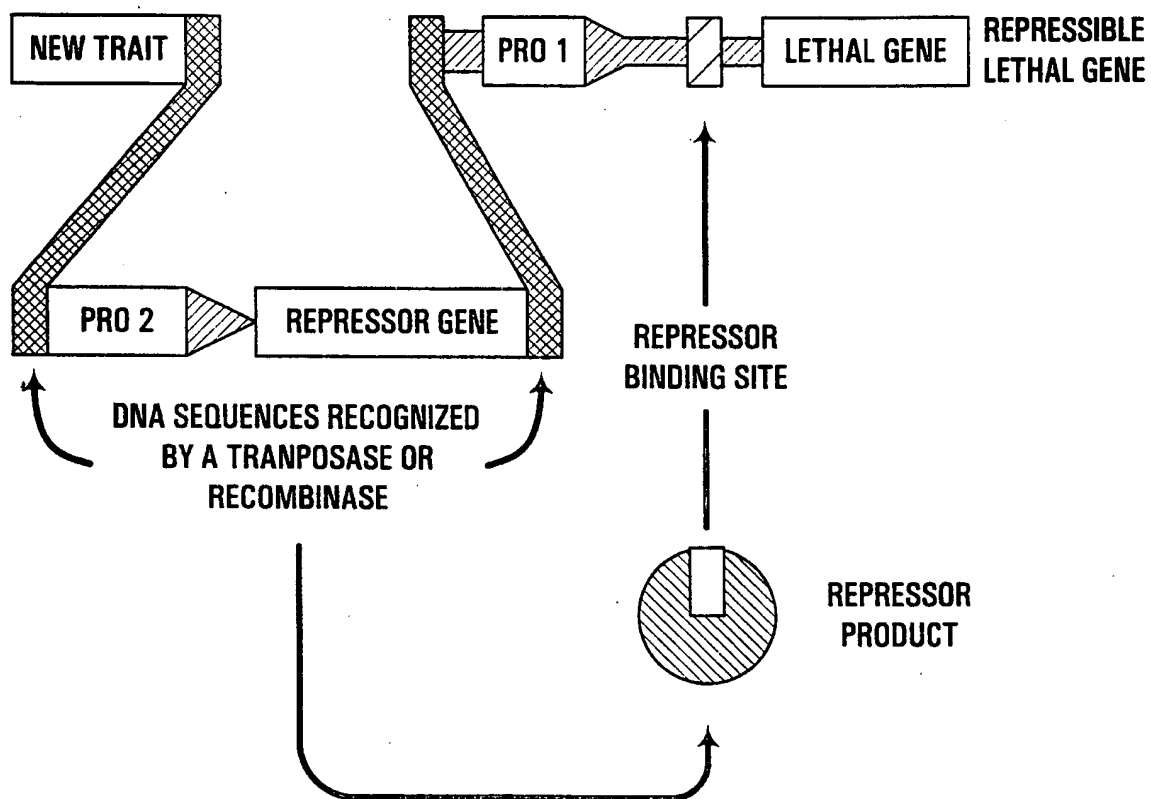 NEW TRAIT
PRO 1
LETHAL GENE
REPRESSIBLE
LETHAL GENE
PRO 2
REPRESSOR GENE
REPRESSOR
BINDING SITE
DNA SEQUENCES RECOGNIZED
BY A TRANPOSASE OR
RECOMBINASE
REPRESSOR
PRODUCT